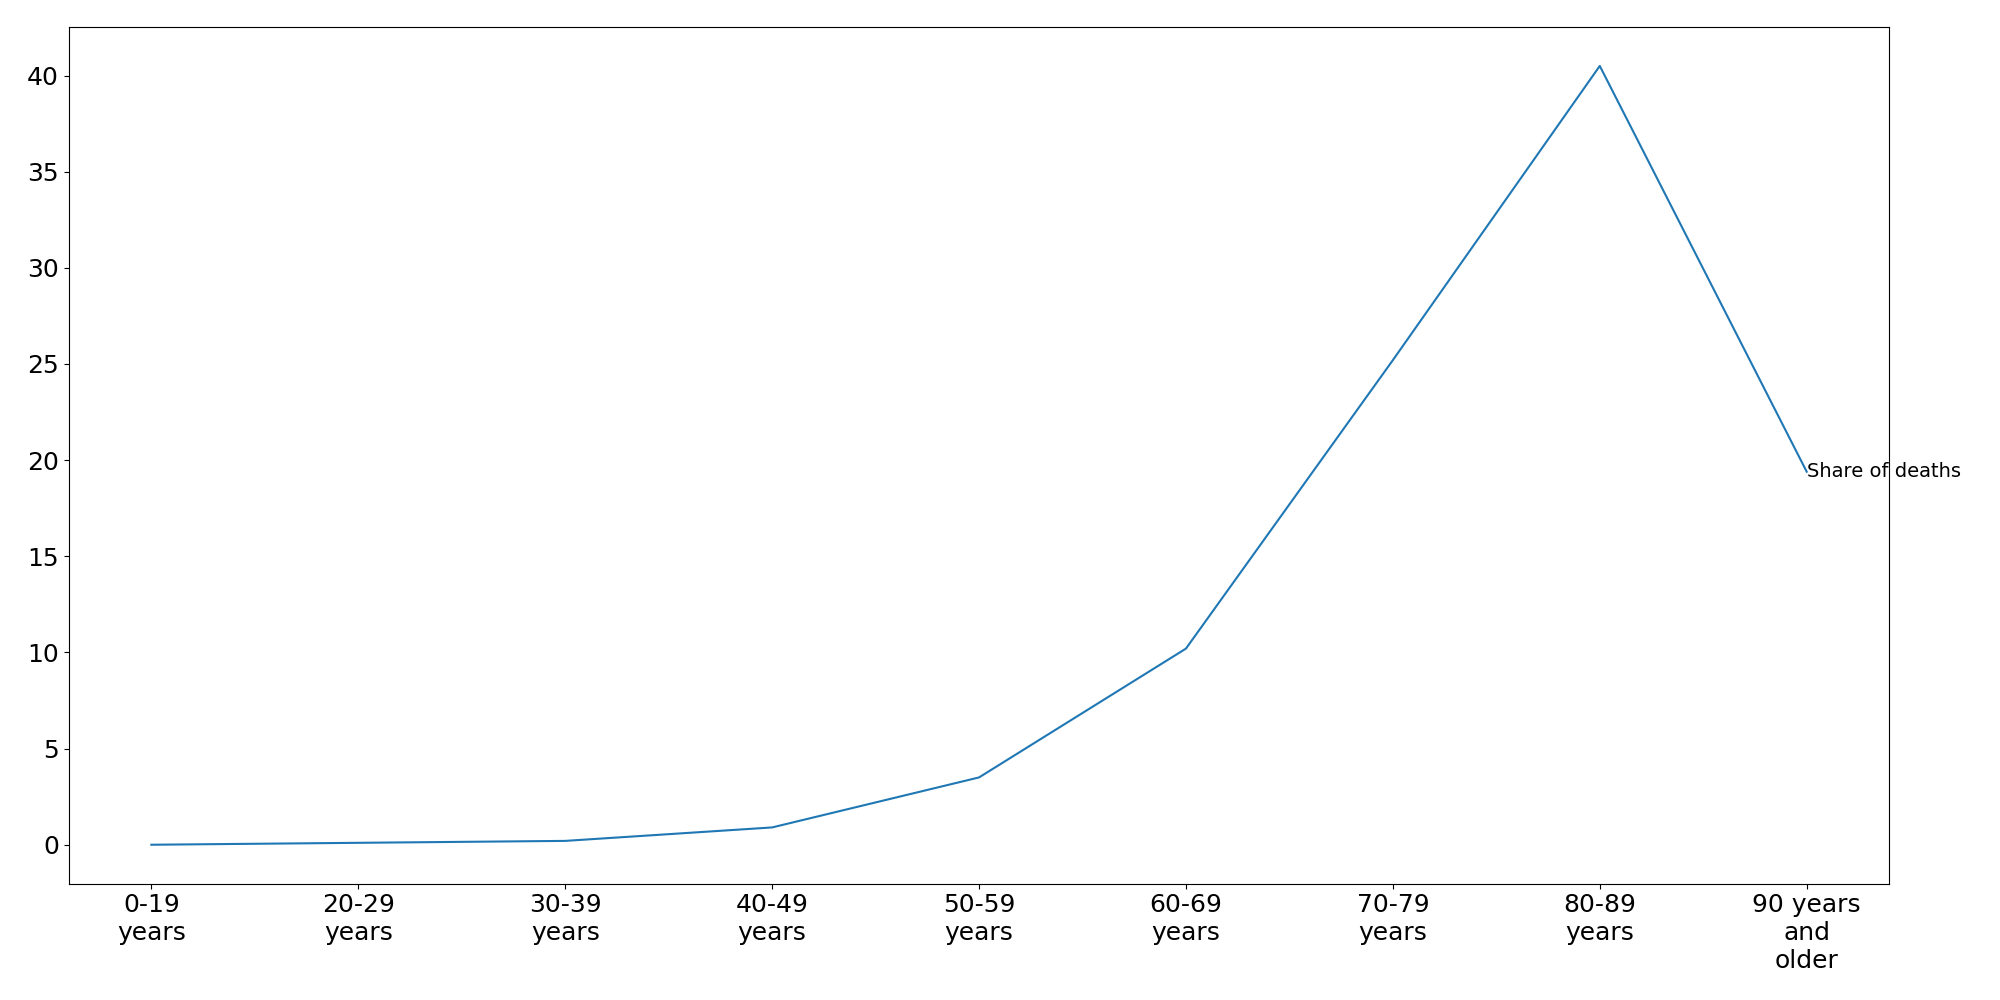 40
35
30
25
20
15
10
5
0
Share of deaths
0-19
years
20-29
years
30-39
years
40-49
years
50-59
years
60-69
years
70-79
years
80-89
years
90 years
and
older